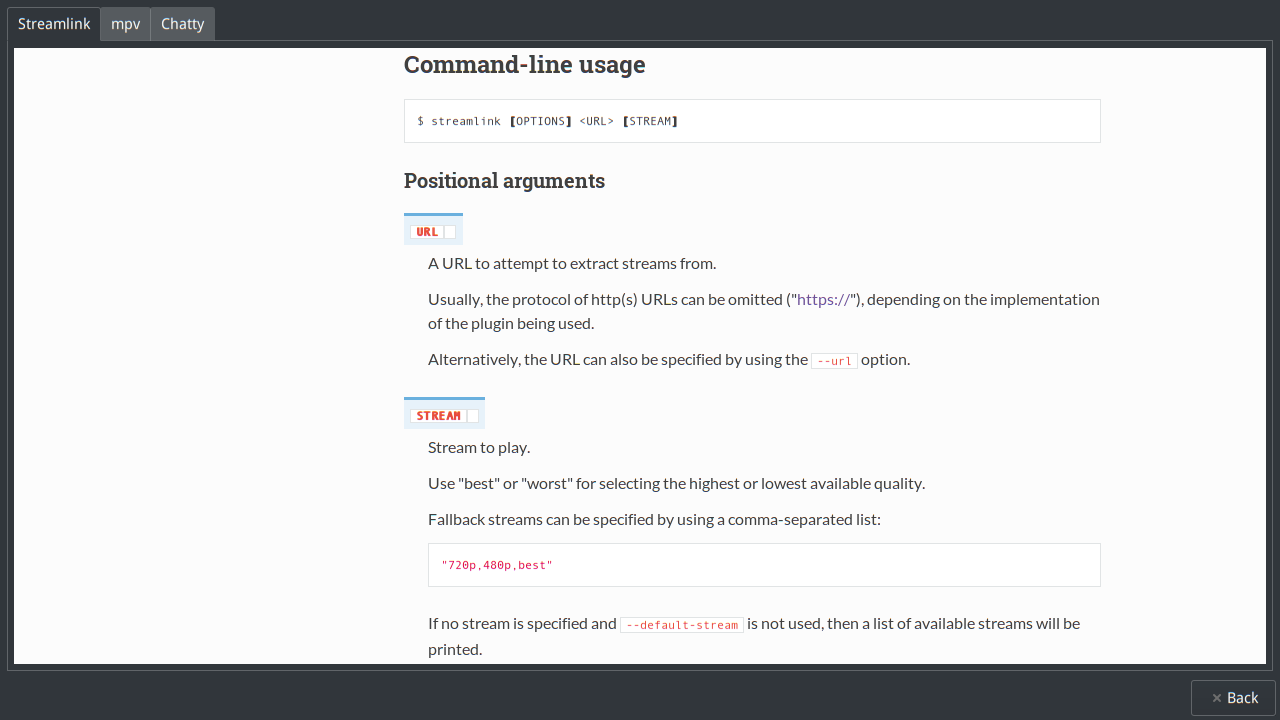 Streamlink mpv Chatty
Command-line usage
$ streamlink [OPTIONS] <URL> [STREAM]
Positional arguments
URL
A URL to attempt to extract streams from.
Usually, the protocol of http(s) URLs can be omitted ("https://"), depending on the implementation
of the plugin being used.
Alternatively, the URL can also be specified by using the --url option.
STREAM
Stream to play.
Use "best" or "worst" for selecting the highest or lowest available quality.
Fallback streams can be specified by using a comma-separated list:
"720p,480p,best"
If no stream is specified and --default-stream is not used, then a list of available streams will be
printed.
Back